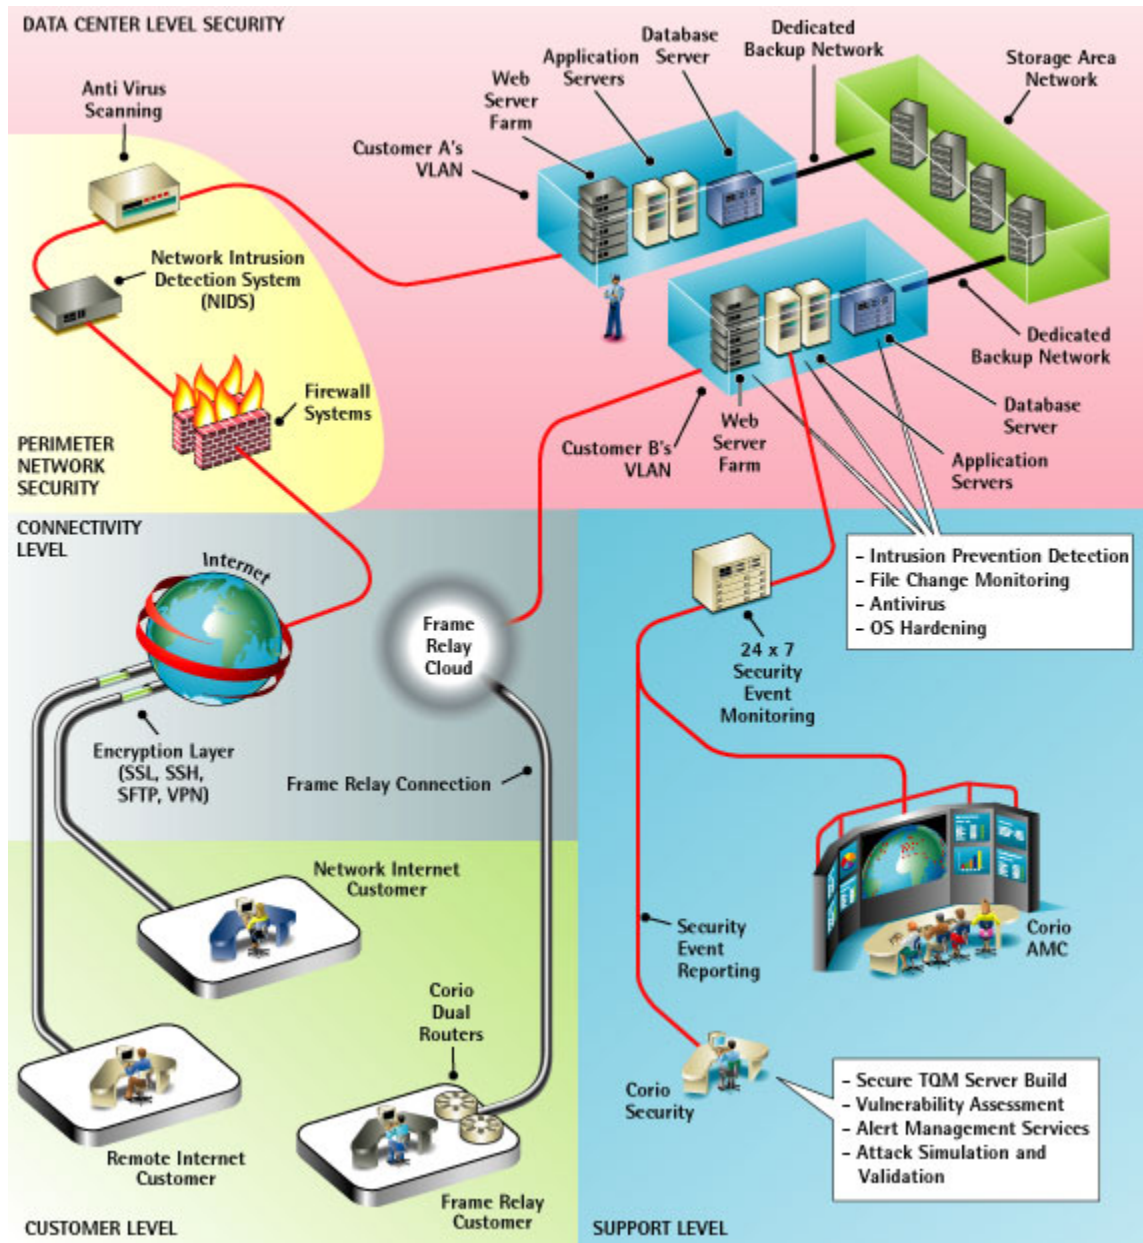 DATA CENTER LEVEL SECURITY
Anti Virus
Scanning
Network Intrusion
Detection System
(NIDS)
Firewall
Systems
PERIMETER
NETWORK
SECURITY
Customer A's
VLAN
Web
Server
Farm
Application
Servers
Database
Server
Dedicated
Backup Network
Storage Area
Network
Dedicated
Backup Network
Database
Server
Application
Servers
Web
Server
Farm
Customer B's
VLAN
CONNECTIVITY
LEVEL
Internet
Frame
Relay
Cloud
Encryption Layer
(SSL, SSH,
SFTP, VPN)
Frame Relay Connection
- Intrusion Prevention Detection
- File Change Monitoring
- Antivirus
- OS Hardening
24 x 7
Security
Event
Monitoring
Security
Event
Reporting
Corio
AMC
Corio
Security
- Secure TQM Server Build
- Vulnerability Assessment
- Alert Management Services
- Attack Simulation and
Validation
SUPPORT LEVEL
Network Internet
Customer
Corio
Dual
Routers
Remote Internet
Customer
Frame Relay
Customer
CUSTOMER LEVEL